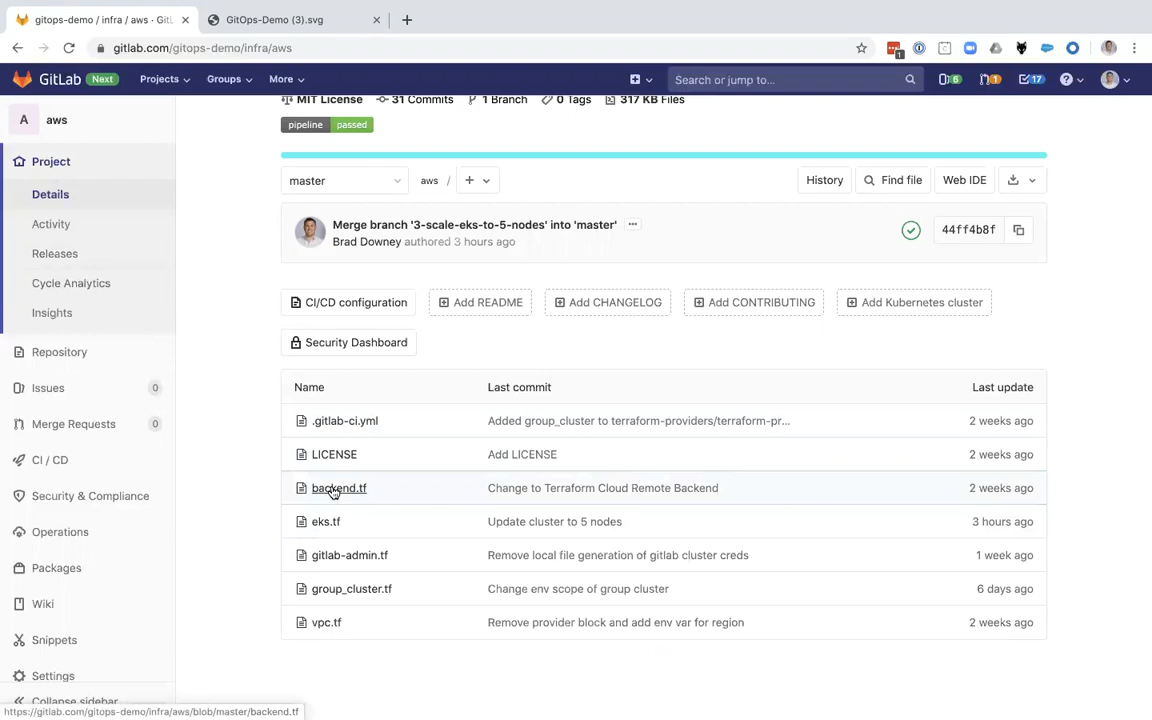 gitops-demo / infra / aws · GitL
GitOps-Demo (3).svg
gitlab.com/gitops-demo/infra/aws
1
GitLab Next Projects Groups More Search or jump to... 6 1 17
A aws
Project
Details
Activity
Releases
Cycle Analytics
Insights
Repository
Issues 0
Merge Requests 0
CI / CD
Security & Compliance
Operations
Packages
Wiki
Snippets
Settings
Collapse sidebar
MIT License 31 Commits 1 Branch 0 Tags 317 KB Files
pipeline passed
master aws / + History Find file Web IDE
Merge branch '3-scale-eks-to-5-nodes' into 'master' ...
Brad Downey authored 3 hours ago
44ff4b8f
CI/CD configuration Add README Add CHANGELOG Add CONTRIBUTING Add Kubernetes cluster
Security Dashboard
Name Last commit Last update
.gitlab-ci.yml Added group_cluster to terraform-providers/terraform-pr... 2 weeks ago
LICENSE Add LICENSE 2 weeks ago
backend.tf Change to Terraform Cloud Remote Backend 2 weeks ago
eks.tf Update cluster to 5 nodes 3 hours ago
gitlab-admin.tf Remove local file generation of gitlab cluster creds 1 week ago
group_cluster.tf Change env scope of group cluster 6 days ago
vpc.tf Remove provider block and add env var for region 2 weeks ago
https://gitlab.com/gitops-demo/infra/aws/blob/master/backend.tf